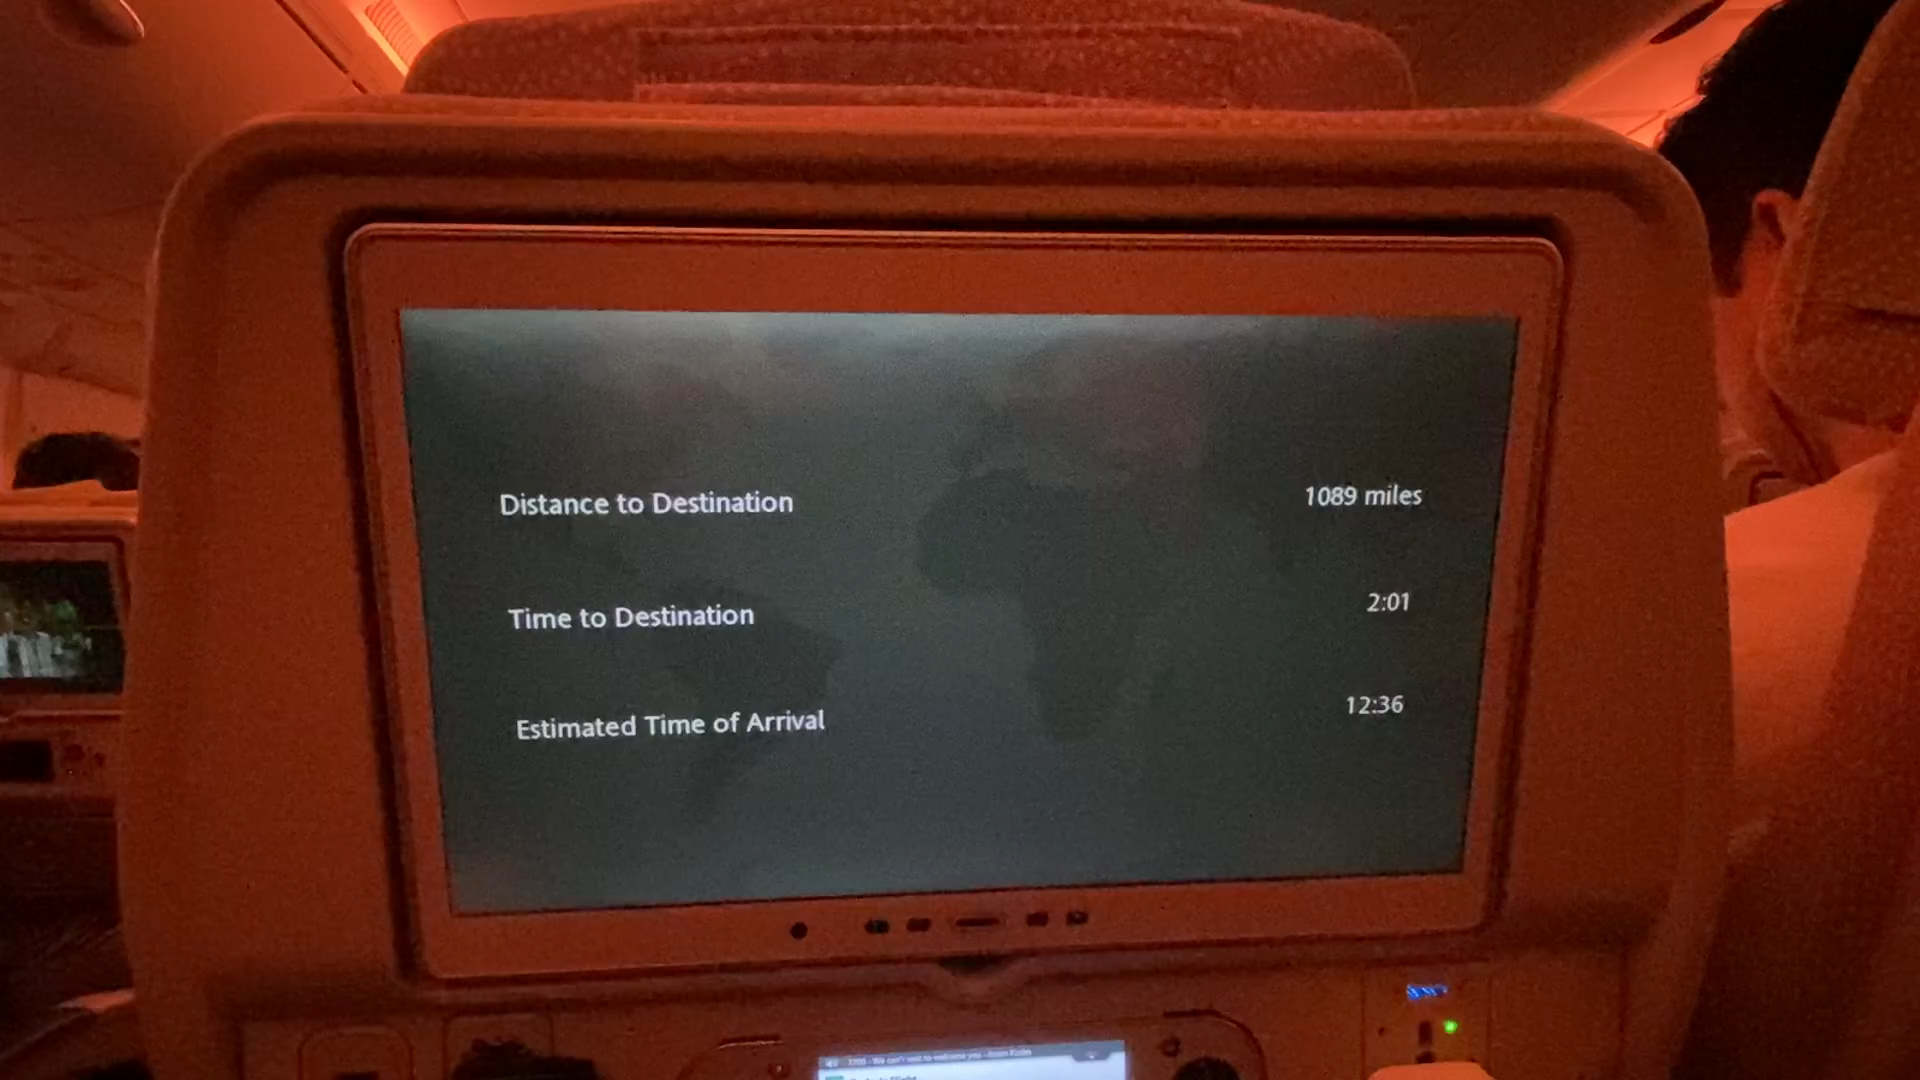 Distance to Destination 1089 miles
Time to Destination 2:01
Estimated Time of Arrival 12:36